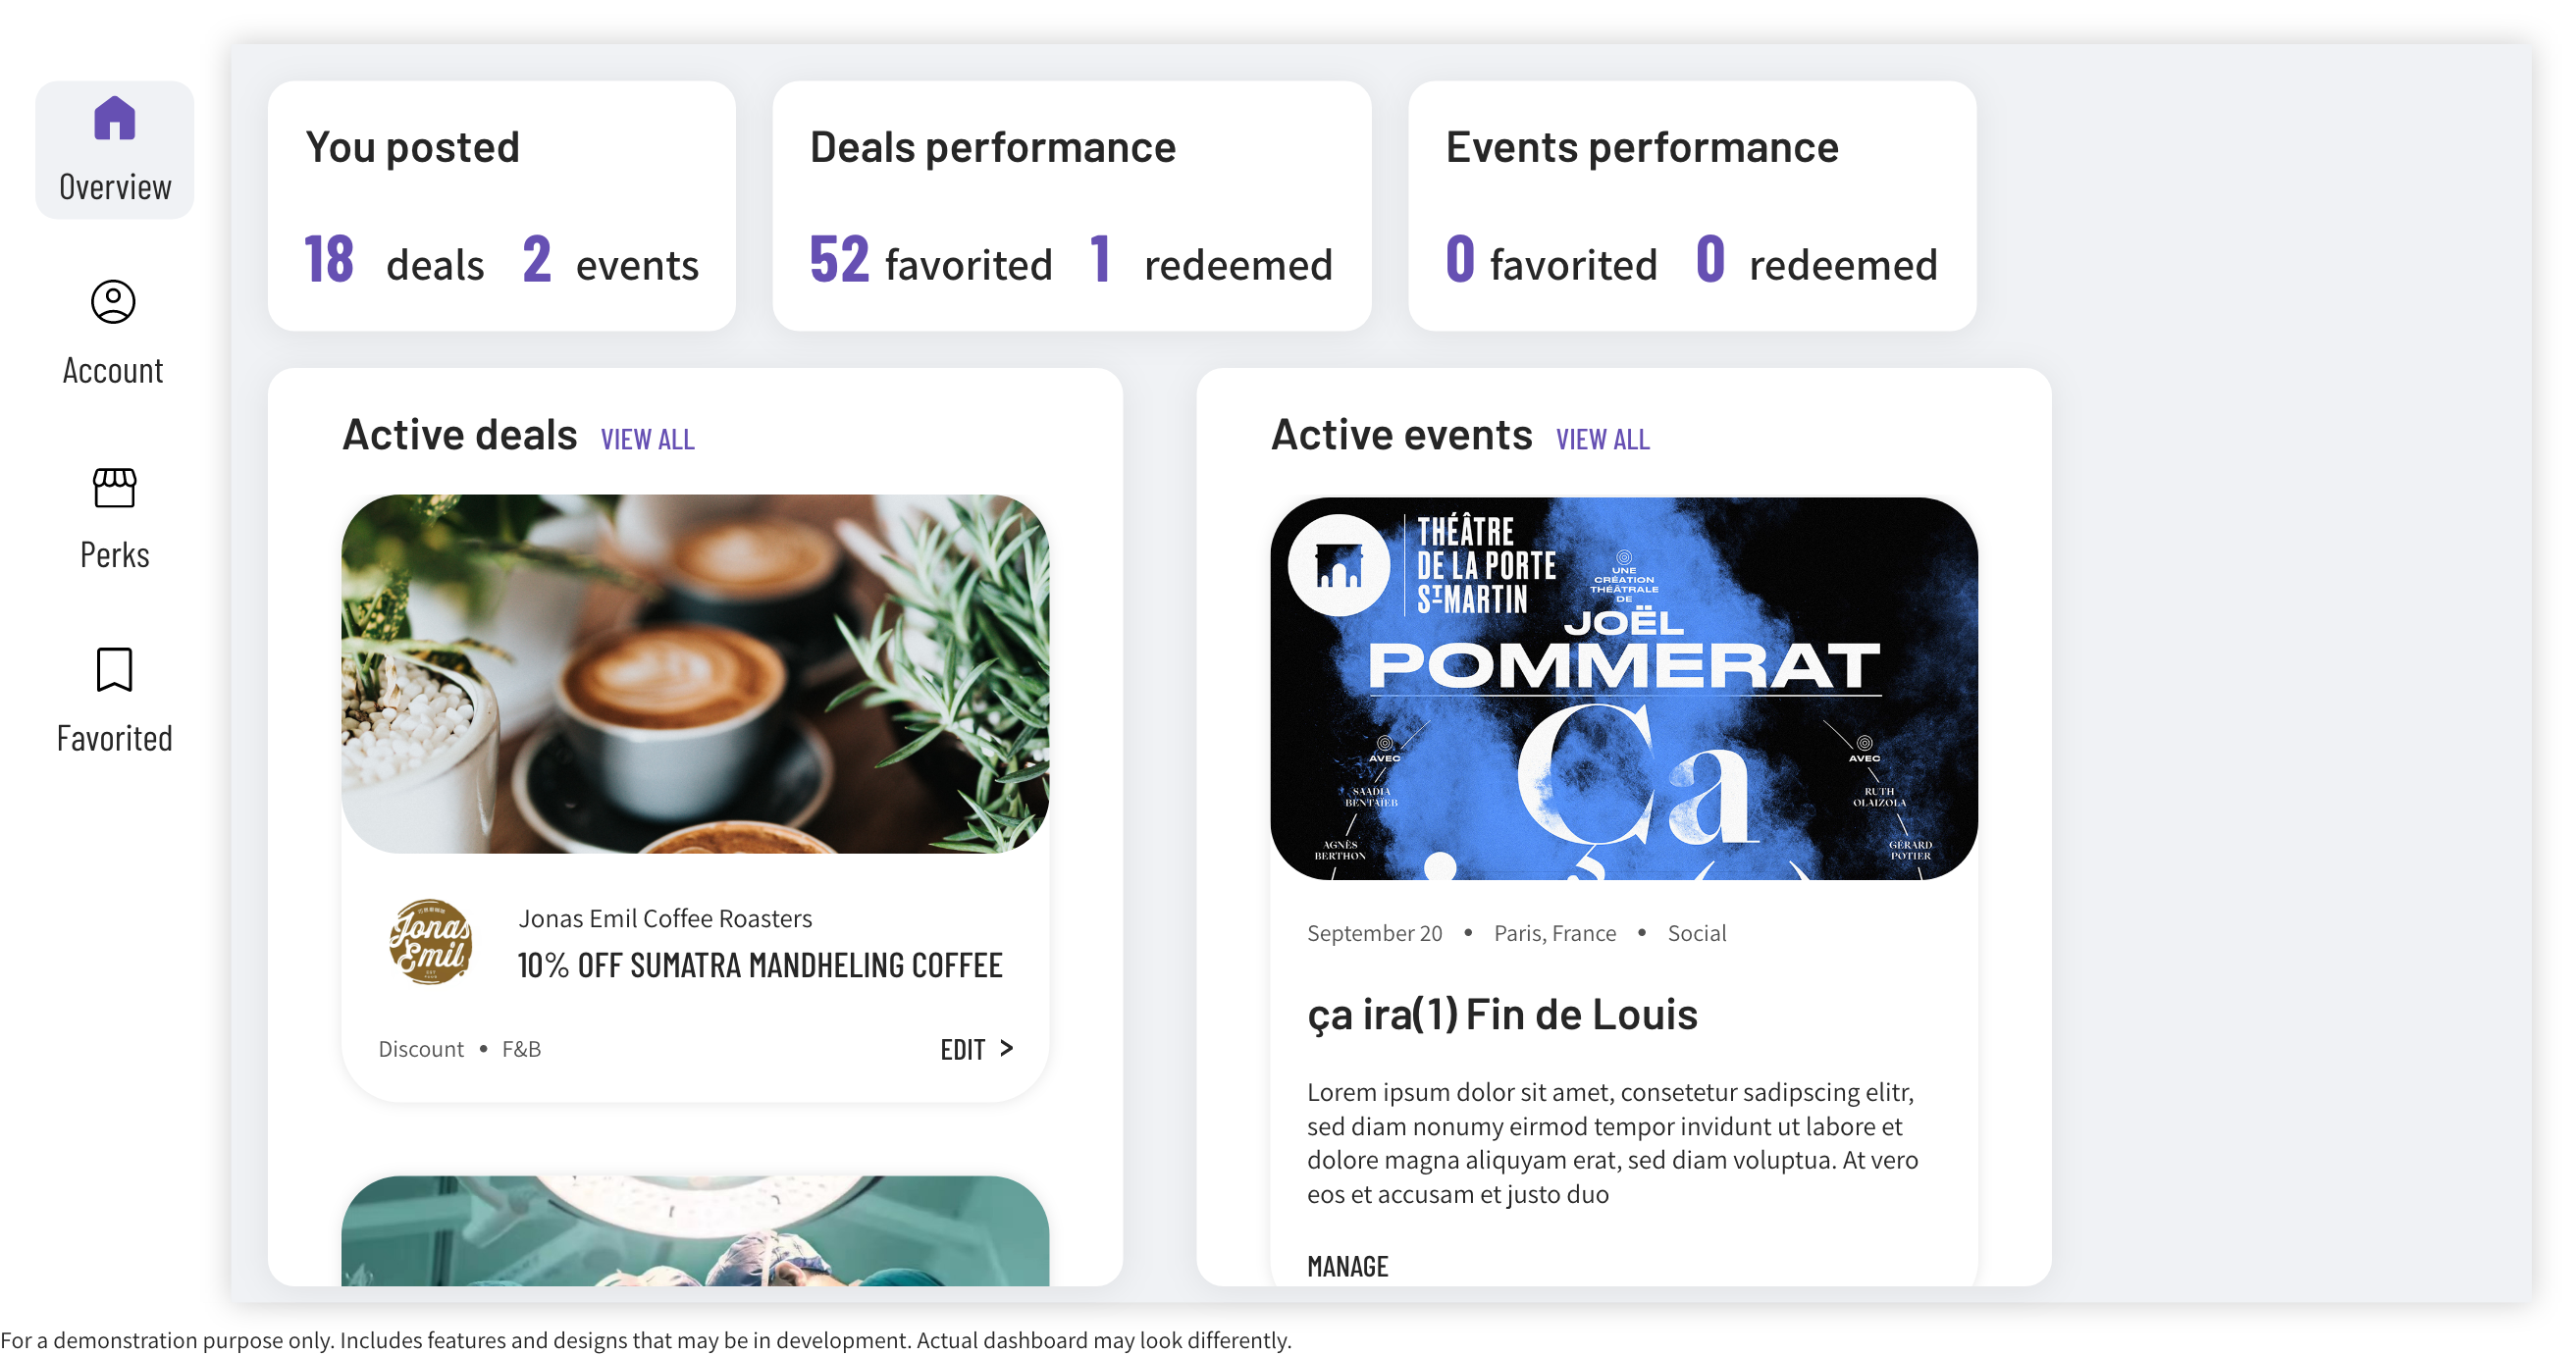 Overview
Account
Perks
Favorited
You posted
18 deals 2 events
Deals performance
52 favorited 1 redeemed
Events performance
0 favorited 0 redeemed
Active deals VIEW ALL
Jonas
Emil
Jonas Emil Coffee Roasters
10% OFF SUMATRA MANDHELING COFFEE
Discount • F&B
EDIT >
Active events VIEW ALL
THÉÂTRE
DE LA PORTE
ST MARTIN
UNE
CRÉATION
THÉÂTRALE
DE
JOËL
POMMERAT
Ça
AVEC
SAADIA
BENTAÏEB
AGNÈS
BERTHON
AVEC
RUTH
OLAIZOLA
GÉRARD
POTIER
September 20 • Paris, France • Social
ça ira(1) Fin de Louis
Lorem ipsum dolor sit amet, consetetur sadipscing elitr,
sed diam nonumy eirmod tempor invidunt ut labore et
dolore magna aliquyam erat, sed diam voluptua. At vero
eos et accusam et justo duo
MANAGE
For a demonstration purpose only. Includes features and designs that may be in development. Actual dashboard may look differently.